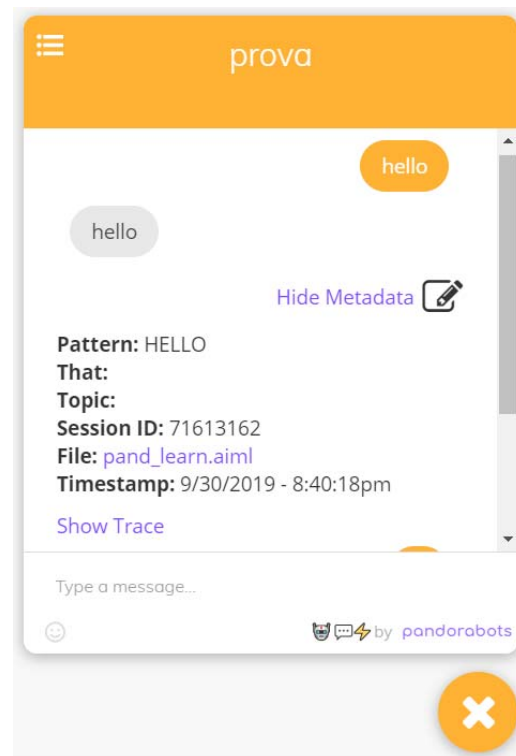 prova
hello
hello
Hide Metadata
Pattern: HELLO
That:
Topic:
Session ID: 71613162
File: pand_learn.aiml
Timestamp: 9/30/2019 - 8:40:18pm
Show Trace
Type a message...
by pandorabots